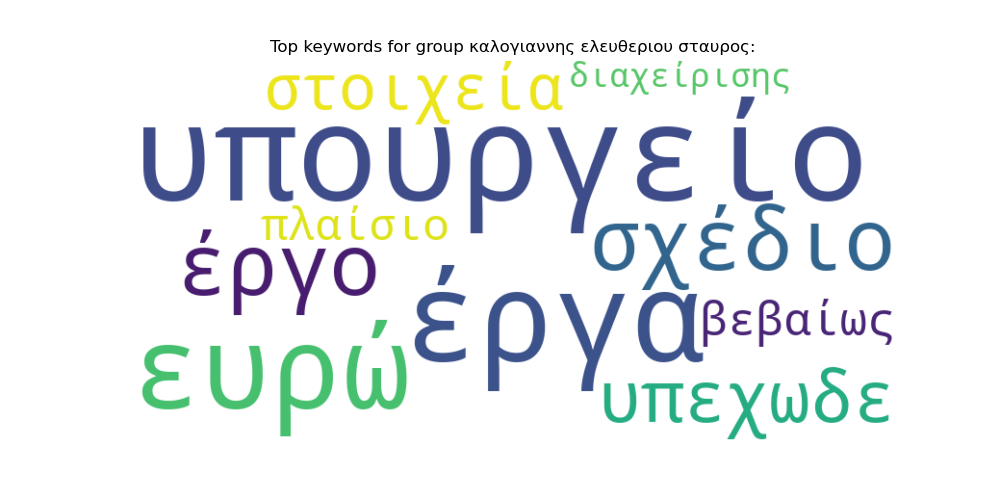 Top keywords for group καλογιαννης ελευθεριου σταυρος:
στοιχεία διαχείρισης
υπουργείο
πλαίσιο σχέδιο
έργο
έργα βεβαίως
ευρώ υπεχωδε